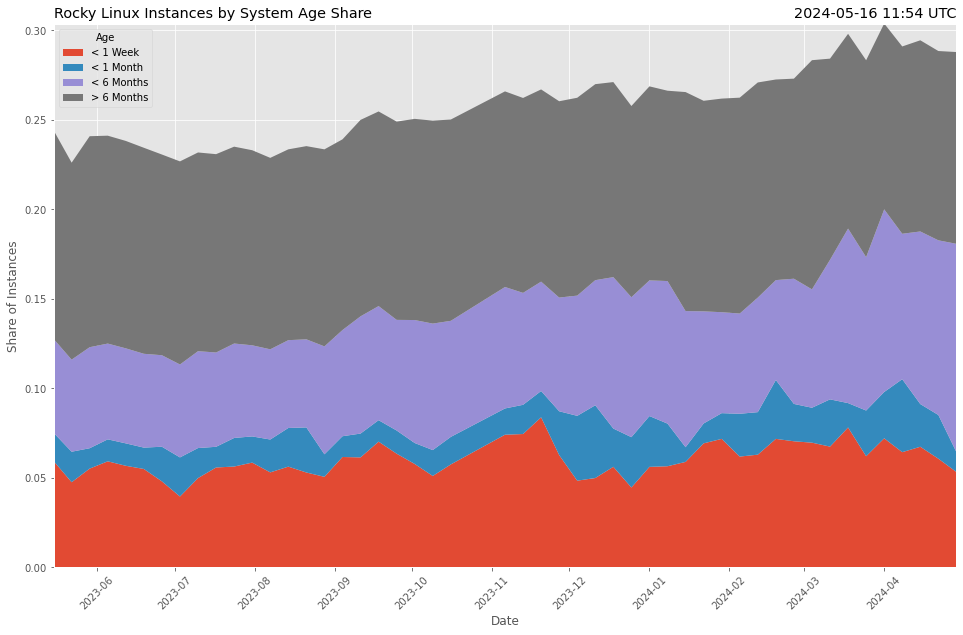 Rocky Linux Instances by System Age Share
2024-05-16 11:54 UTC
Age
< 1 Week
< 1 Month
< 6 Months
> 6 Months
Share of Instances
0.30
0.25
0.20
0.15
0.10
0.05
0.00
2023-06
2023-07
2023-08
2023-09
2023-10
2023-11
2023-12
2024-01
2024-02
2024-03
2024-04
Date